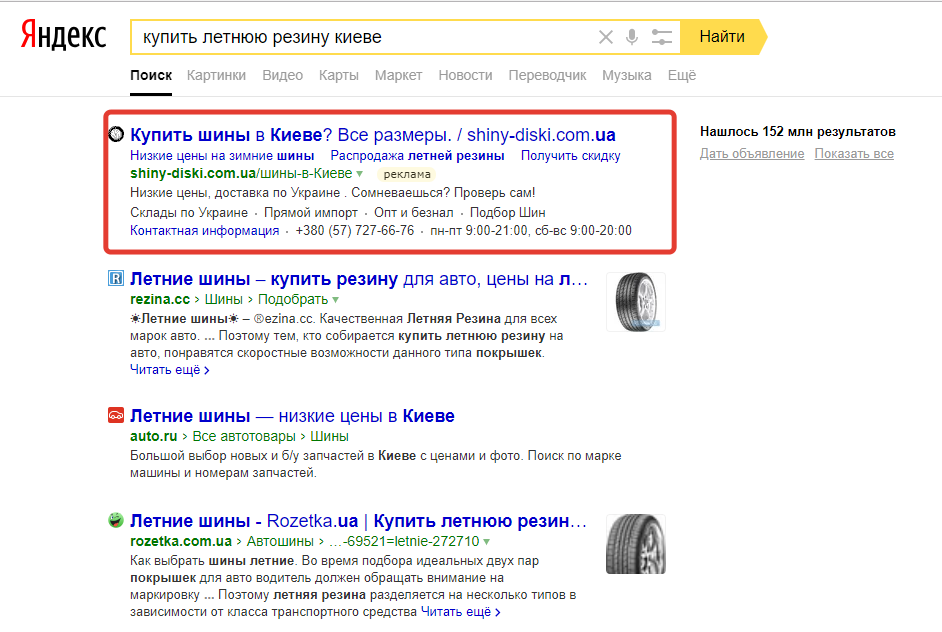 Яндекс
купить летнюю резину киеве
Найти
Поиск Картинки Видео Карты Маркет Новости Переводчик Музыка Ещё
Купить шины в Киеве? Все размеры. / shiny-diski.com.ua
Низкие цены на зимние шины Распродажа летней резины Получить скидку
shiny-diski.com.ua/шины-в-Киеве реклама
Низкие цены, доставка по Украине . Сомневаешься? Проверь сам!
Склады по Украине · Прямой импорт · Опт и безнал · Подбор Шин
Контактная информация · +380 (57) 727-66-76 · пн-пт 9:00-21:00, сб-вс 9:00-20:00
Нашлось 152 млн результатов
Дать объявление Показать все
R
Летние шины – купить резину для авто, цены на л...
rezina.cc › Шины › Подобрать
☀Летние шины☀ – ®ezina.cc. Качественная Летняя Резина для всех
марок авто. ... Поэтому тем, кто собирается купить летнюю резину на
авто, понравятся скоростные возможности данного типа покрышек.
Читать ещё ›
Летние шины — низкие цены в Киеве
auto.ru › Все автотовары › Шины
Большой выбор новых и б/у запчастей в Киеве с ценами и фото. Поиск по марке
машины и номерам запчастей.
Летние шины - Rozetka.ua | Купить летнюю резин...
rozetka.com.ua › Автошины › ...-69521=letnie-272710
Как выбрать шины летние. Во время подбора идеальных двух пар
покрышек для авто водитель должен обращать внимание на
маркировку ... Поэтому летняя резина разделяется на несколько типов в
зависимости от класса транспортного средства Читать ещё ›